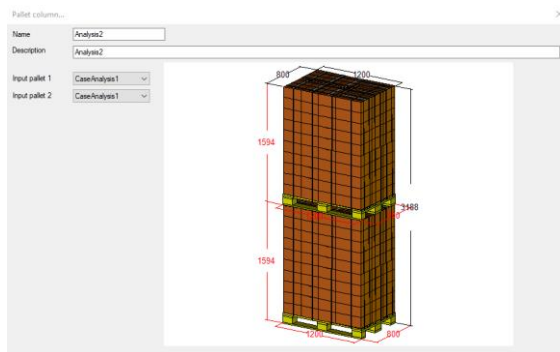 Pallet column...
Name
Analysis2
Description
Analysis2
Input pallet 1
CaseAnalysis1
Input pallet 2
CaseAnalysis1
800
1200
1594
3188
1594
1200
800